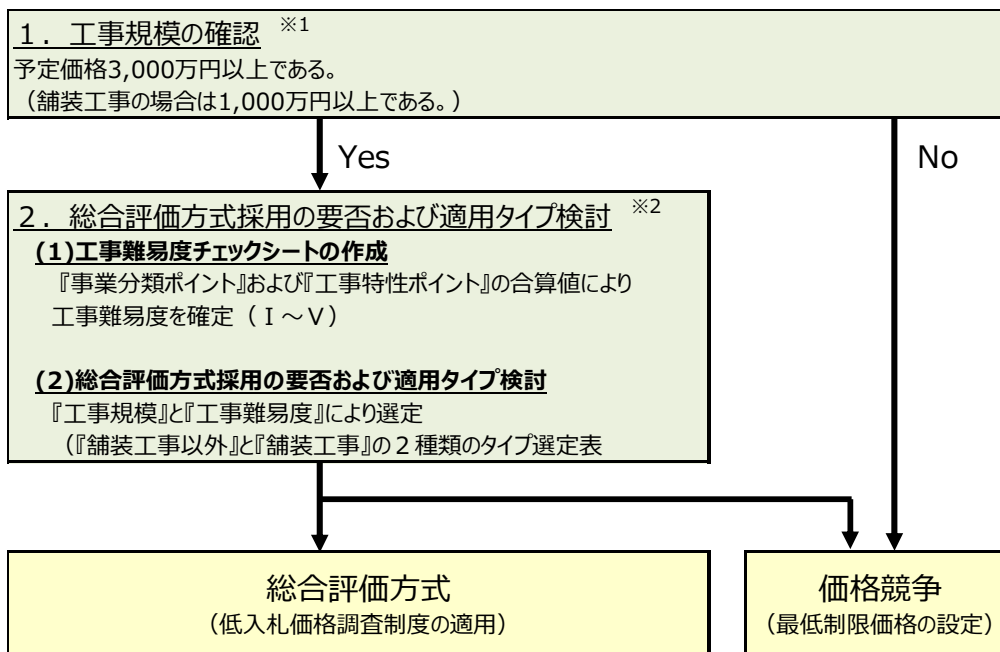 １．工事規模の確認 ※1
予定価格3,000万円以上である。
（舗装工事の場合は1,000万円以上である。）
Yes
No
２．総合評価方式採用の要否および適用タイプ検討 ※2
(1)工事難易度チェックシートの作成
『事業分類ポイント』および『工事特性ポイント』の合算値により
工事難易度を確定（Ⅰ～Ⅴ）
(2)総合評価方式採用の要否および適用タイプ検討
『工事規模』と『工事難易度』により選定
（『舗装工事以外』と『舗装工事』の２種類のタイプ選定表
総合評価方式
（低入札価格調査制度の適用）
価格競争
（最低制限価格の設定）